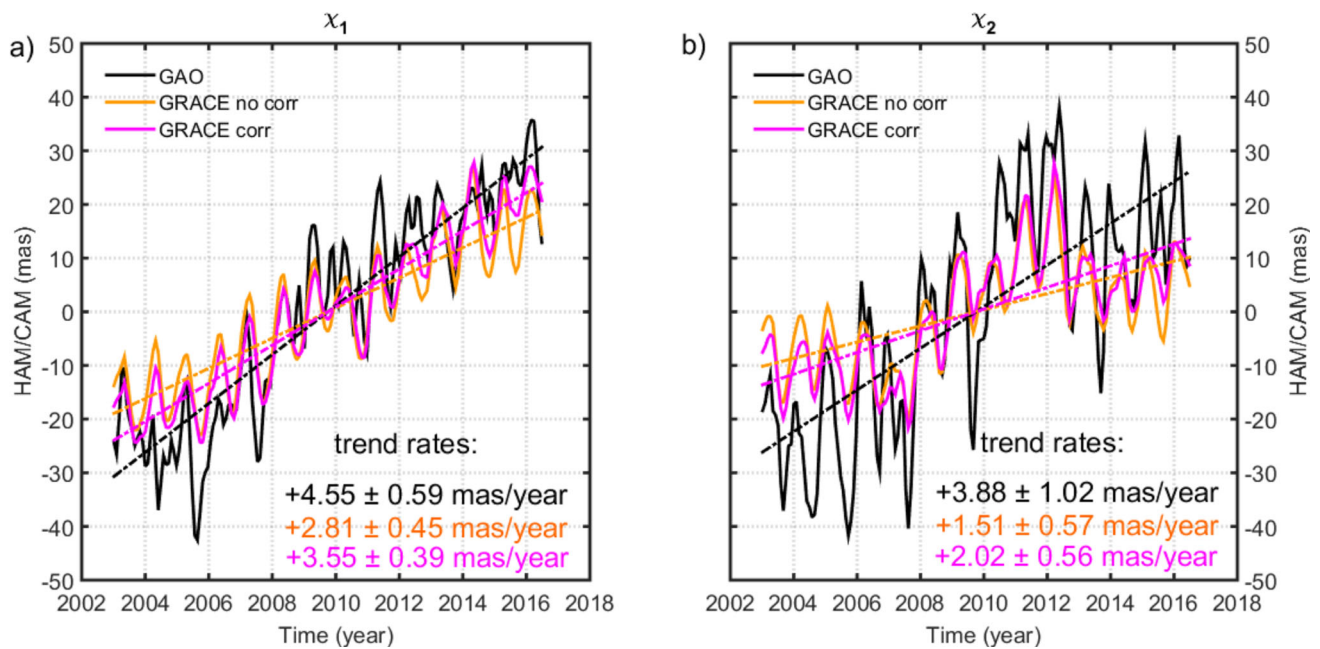 χ1
a)
50
40
30
20
10
0
-10
-20
-30
-40
-50
HAM/CAM (mas)
GAO
GRACE no corr
GRACE corr
trend rates:
+4.55 ± 0.59 mas/year
+2.81 ± 0.45 mas/year
+3.55 ± 0.39 mas/year
2002 2004 2006 2008 2010 2012 2014 2016 2018
Time (year)
χ2
b)
GAO
GRACE no corr
GRACE corr
trend rates:
+3.88 ± 1.02 mas/year
+1.51 ± 0.57 mas/year
+2.02 ± 0.56 mas/year
50
40
30
20
10
0
-10
-20
-30
-40
-50
HAM/CAM (mas)
2002 2004 2006 2008 2010 2012 2014 2016 2018
Time (year)